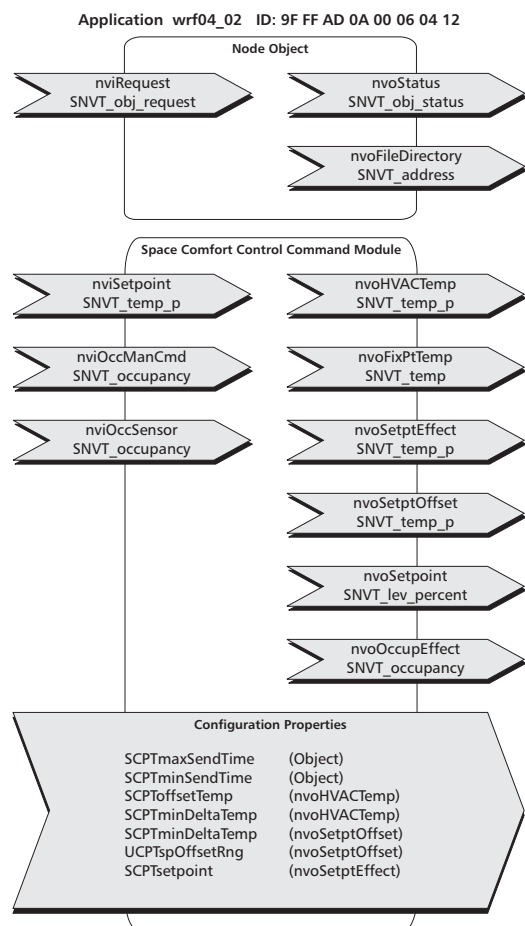 Application wrf04_02 ID: 9F FF AD 0A 00 06 04 12
Node Object
nviRequest
SNVT_obj_request
nvoStatus
SNVT_obj_status
nvoFileDirectory
SNVT_address
Space Comfort Control Command Module
nviSetpoint
SNVT_temp_p
nvoHVACTemp
SNVT_temp_p
nviOccManCmd
SNVT_occupancy
nvoFixPtTemp
SNVT_temp
nviOccSensor
SNVT_occupancy
nvoSetptEffect
SNVT_temp_p
nvoSetptOffset
SNVT_temp_p
nvoSetpoint
SNVT_lev_percent
nvoOccupEffect
SNVT_occupancy
Configuration Properties
SCPTmaxSendTime (Object)
SCPTminSendTime (Object)
SCPToffsetTemp (nvoHVACTemp)
SCPTminDeltaTemp (nvoHVACTemp)
SCPTminDeltaTemp (nvoSetptOffset)
UCPTspOffsetRng (nvoSetptOffset)
SCPTsetpoint (nvoSetptEffect)